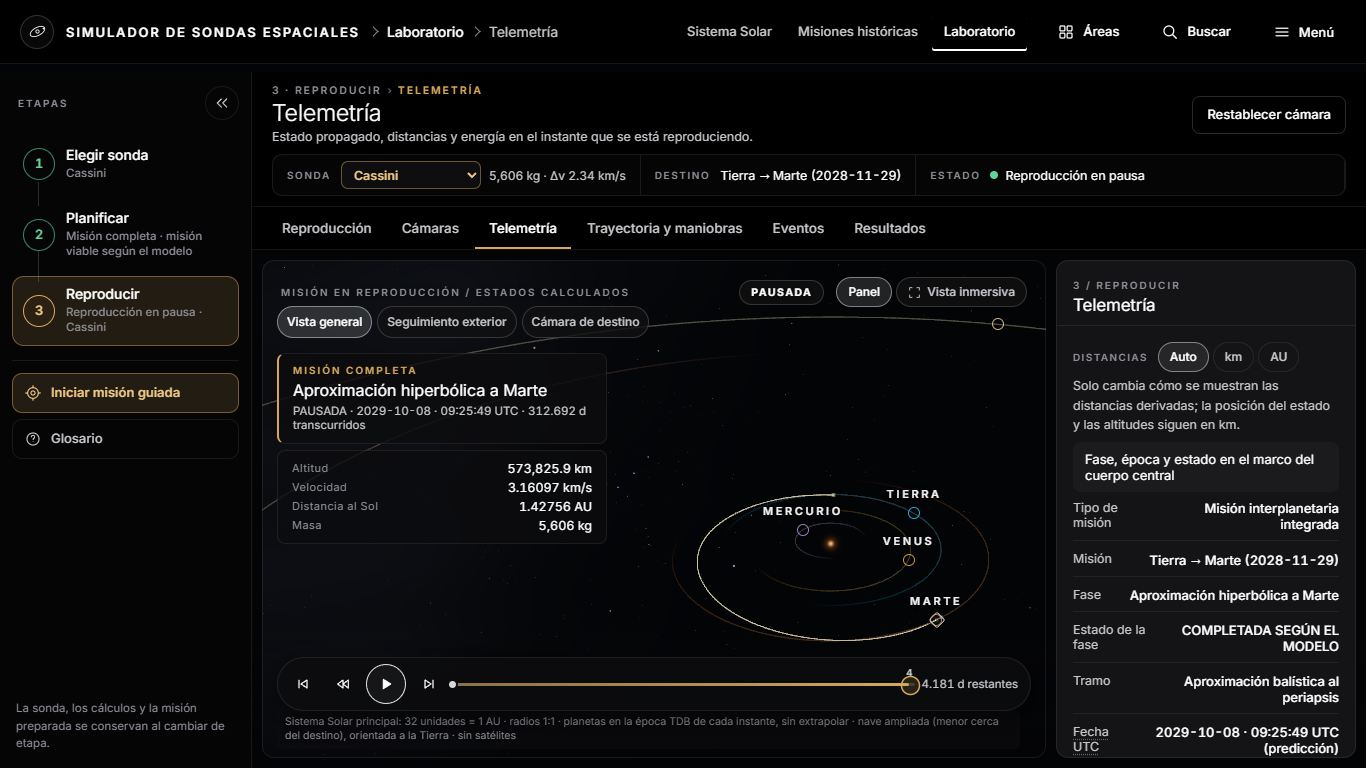 SIMULADOR DE SONDAS ESPACIALES
Laboratorio
Telemetría
Sistema Solar
Misiones históricas
Laboratorio
Áreas
Buscar
Menú
ETAPAS
1
Elegir sonda
Cassini
2
Planificar
Misión completa · misión
viable según el modelo
3
Reproducir
Reproducción en pausa ·
Cassini
Iniciar misión guiada
Glosario
La sonda, los cálculos y la misión
preparada se conservan al cambiar de
etapa.
3 · REPRODUCIR › TELEMETRÍA
Telemetría
Estado propagado, distancias y energía en el instante que se está reproduciendo.
Restablecer cámara
SONDA
Cassini
5,606 kg · Δv 2.34 km/s
DESTINO
Tierra → Marte (2028-11-29)
ESTADO
Reproducción en pausa
Reproducción
Cámaras
Telemetría
Trayectoria y maniobras
Eventos
Resultados
MISIÓN EN REPRODUCCIÓN / ESTADOS CALCULADOS
PAUSADA
Panel
Vista inmersiva
Vista general
Seguimiento exterior
Cámara de destino
MISIÓN COMPLETA
Aproximación hiperbólica a Marte
PAUSADA · 2029-10-08 · 09:25:49 UTC · 312.692 d
transcurridos
Altitud 573,825.9 km
Velocidad 3.16097 km/s
Distancia al Sol 1.42756 AU
Masa 5,606 kg
TIERRA
MERCURIO
VENUS
MARTE
4
4.181 d restantes
Sistema Solar principal: 32 unidades = 1 AU · radios 1:1 · planetas en la época TDB de cada instante, sin extrapolar · nave ampliada (menor cerca
del destino), orientada a la Tierra · sin satélites
3 / REPRODUCIR
Telemetría
DISTANCIAS
Auto
km
AU
Solo cambia cómo se muestran las
distancias derivadas; la posición del estado
y las altitudes siguen en km.
Fase, época y estado en el marco del
cuerpo central
Tipo de
misión
Misión interplanetaria
integrada
Misión
Tierra → Marte (2028-11-29)
Fase
Aproximación hiperbólica a Marte
Estado de la
fase
COMPLETADA SEGÚN EL
MODELO
Tramo
Aproximación balística al
periapsis
Fecha
UTC
2029-10-08 · 09:25:49 UTC
(predicción)